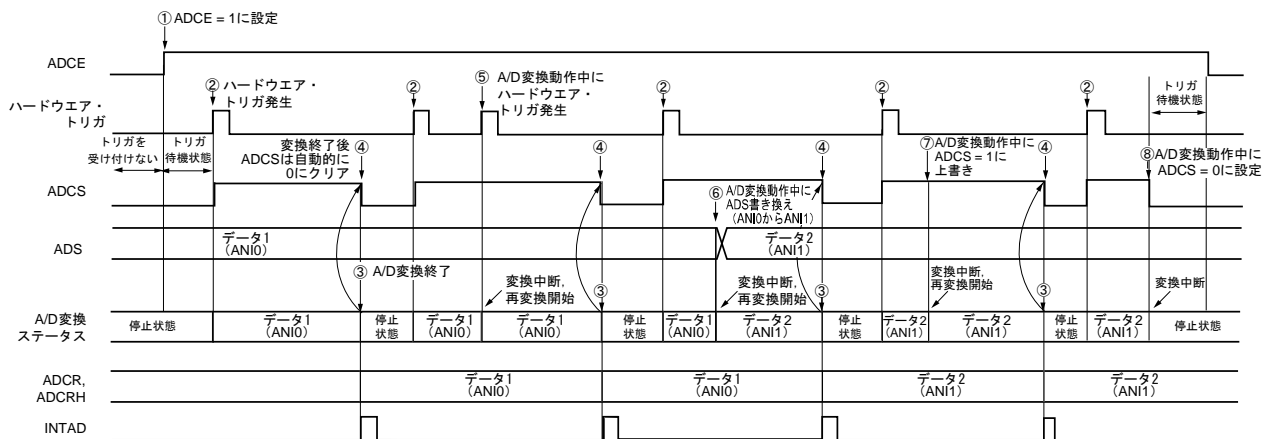 ① ADCE = 1に設定
ADCE
② ハードウエア・
トリガ発生
②
⑤ A/D変換動作中に
ハードウエア・
トリガ発生
②
②
②
トリガ
待機状態
ハードウエア・
トリガ
トリガを
受け付けない
トリガ
待機状態
変換終了後
ADCSは自動的に
0にクリア
④
④
④
⑦ A/D変換動作中に
ADCS = 1に
上書き
④
⑧ A/D変換動作中に
ADCS = 0に設定
ADCS
⑥ A/D変換動作中に
ADS書き換え
(ANI0からANI1)
ADS
データ1
(ANI0)
データ2
(ANI1)
③ A/D変換終了
変換中断,
再変換開始
③
変換中断,
再変換開始
③
変換中断,
再変換開始
③
変換中断
A/D変換
ステータス
停止状態
データ1
(ANI0)
停止
状態
データ1
(ANI0)
データ1
(ANI0)
停止
状態
データ1
(ANI0)
データ2
(ANI1)
停止
状態
データ2
(ANI1)
データ2
(ANI1)
停止
状態
データ2
(ANI1)
停止状態
ADCR,
ADCRH
データ1
(ANI0)
データ1
(ANI0)
データ2
(ANI1)
データ2
(ANI1)
INTAD